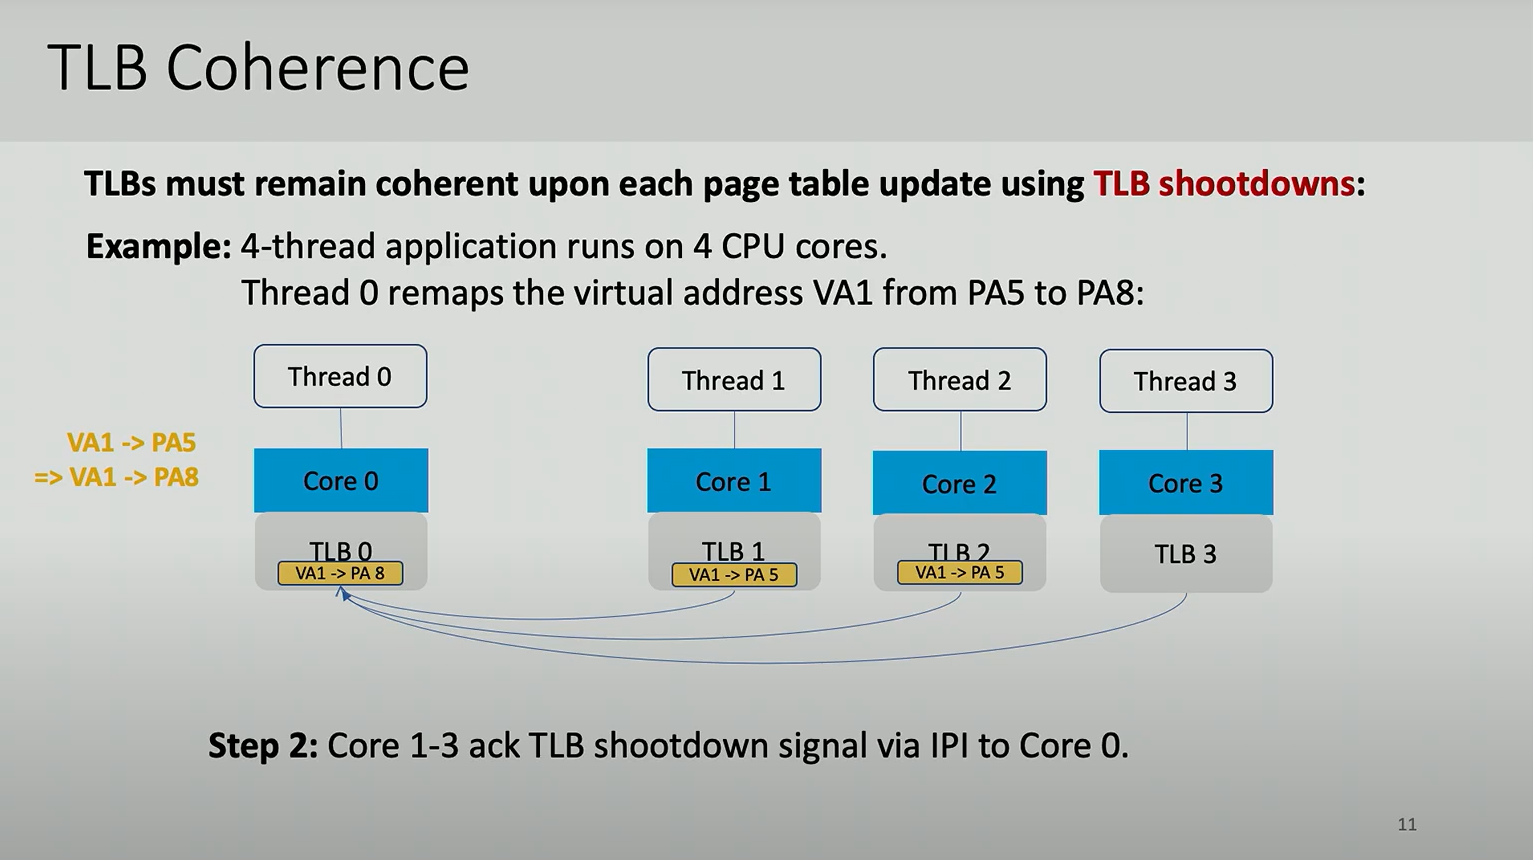 TLB Coherence
TLBs must remain coherent upon each page table update using TLB shootdowns:
Example: 4-thread application runs on 4 CPU cores.
Thread 0 remaps the virtual address VA1 from PA5 to PA8:
Thread 0
Thread 1
Thread 2
Thread 3
VA1 -> PA5
=> VA1 -> PA8
Core 0
Core 1
Core 2
Core 3
TLB 0
TLB 1
TLB 2
TLB 3
VA1 -> PA 8
VA1 -> PA 5
VA1 -> PA 5
Step 2: Core 1-3 ack TLB shootdown signal via IPI to Core 0.
11